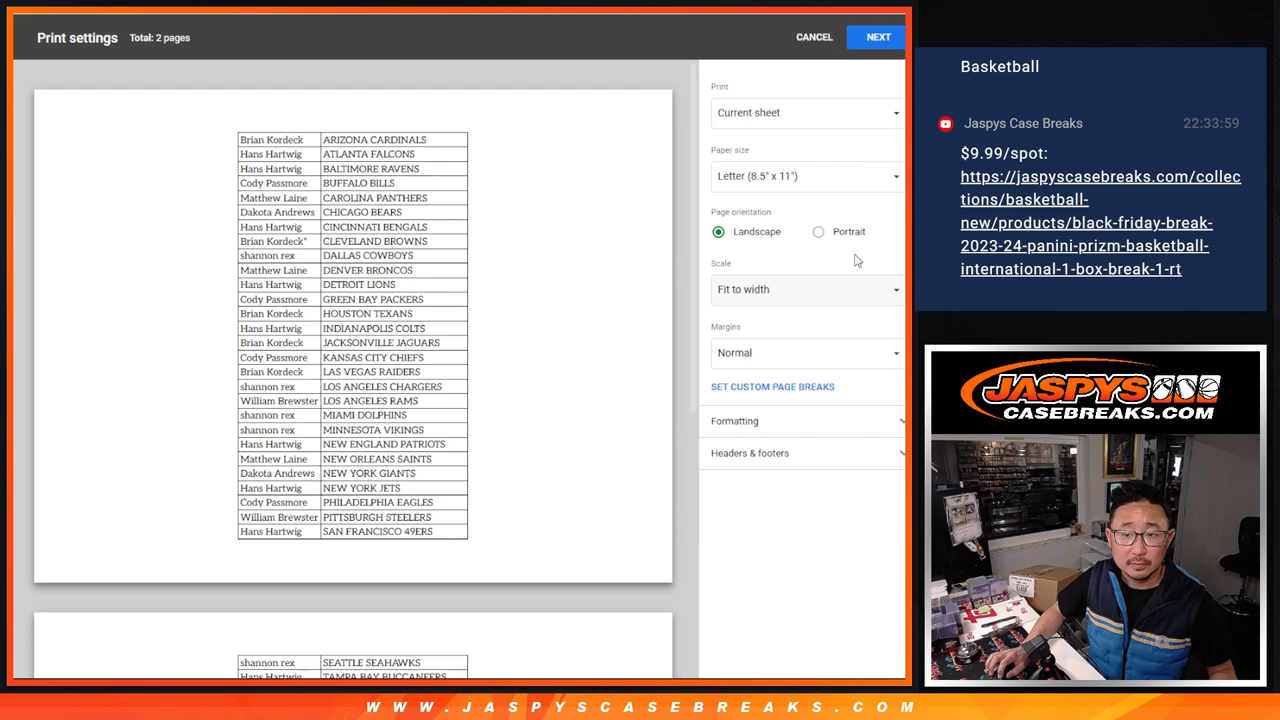 Print settings Total: 2 pages
CANCEL NEXT
Brian Kordeck ARIZONA CARDINALS
Hans Hartwig ATLANTA FALCONS
Hans Hartwig BALTIMORE RAVENS
Cody Passmore BUFFALO BILLS
Matthew Laine CAROLINA PANTHERS
Dakota Andrews CHICAGO BEARS
Hans Hartwig CINCINNATI BENGALS
Brian Kordeck* CLEVELAND BROWNS
shannon rex DALLAS COWBOYS
Matthew Laine DENVER BRONCOS
Hans Hartwig DETROIT LIONS
Cody Passmore GREEN BAY PACKERS
Brian Kordeck HOUSTON TEXANS
Hans Hartwig INDIANAPOLIS COLTS
Brian Kordeck JACKSONVILLE JAGUARS
Cody Passmore KANSAS CITY CHIEFS
Brian Kordeck LAS VEGAS RAIDERS
shannon rex LOS ANGELES CHARGERS
William Brewster LOS ANGELES RAMS
shannon rex MIAMI DOLPHINS
shannon rex MINNESOTA VIKINGS
Hans Hartwig NEW ENGLAND PATRIOTS
Matthew Laine NEW ORLEANS SAINTS
Dakota Andrews NEW YORK GIANTS
Hans Hartwig NEW YORK JETS
Cody Passmore PHILADELPHIA EAGLES
William Brewster PITTSBURGH STEELERS
Hans Hartwig SAN FRANCISCO 49ERS
shannon rex SEATTLE SEAHAWKS
Hans Hartwig TAMPA BAY BUCCANEERS
Print
Current sheet
Paper size
Letter (8.5" x 11")
Page orientation
Landscape Portrait
Scale
Fit to width
Margins
Normal
SET CUSTOM PAGE BREAKS
Formatting
Headers & footers
Basketball
Jaspys Case Breaks 22:33:59
$9.99/spot:
https://jaspyscasebreaks.com/collec
tions/basketball-
new/products/black-friday-break-
2023-24-panini-prizm-basketball-
international-1-box-break-1-rt
JASPYS
CASEBREAKS.COM
WWW.JASPYSCASEBREAKS.COM